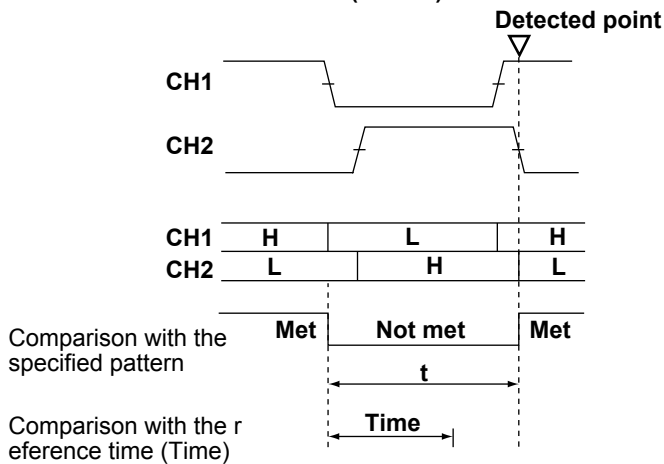 Detected point
CH1
CH2
CH1 H L H
CH2 L H L
Comparison with the
specified pattern
Met Not met Met
t
Comparison with the r
eference time (Time)
Time